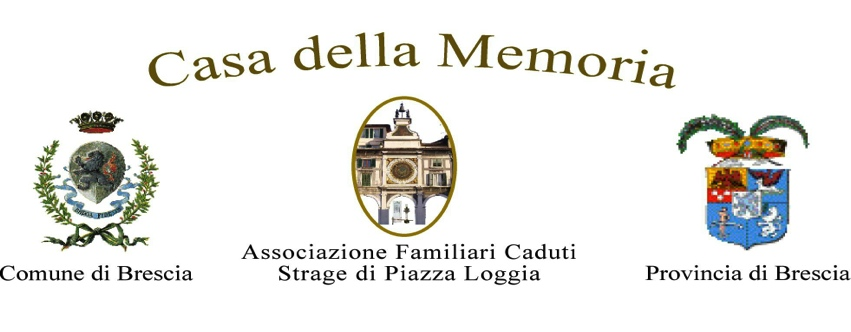 Casa della Memoria
Associazione Familiari Caduti
Strage di Piazza Loggia
Comune di Brescia
Provincia di Brescia